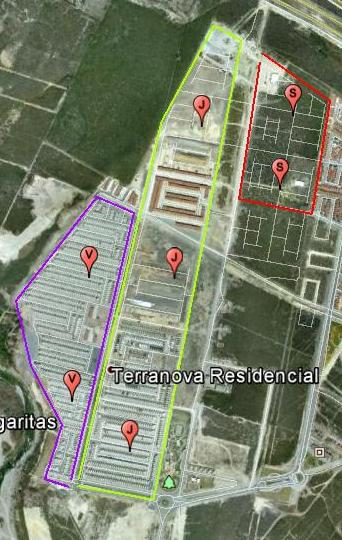 S
J
S
V
J
Terranova Residencial
V
garitas
J